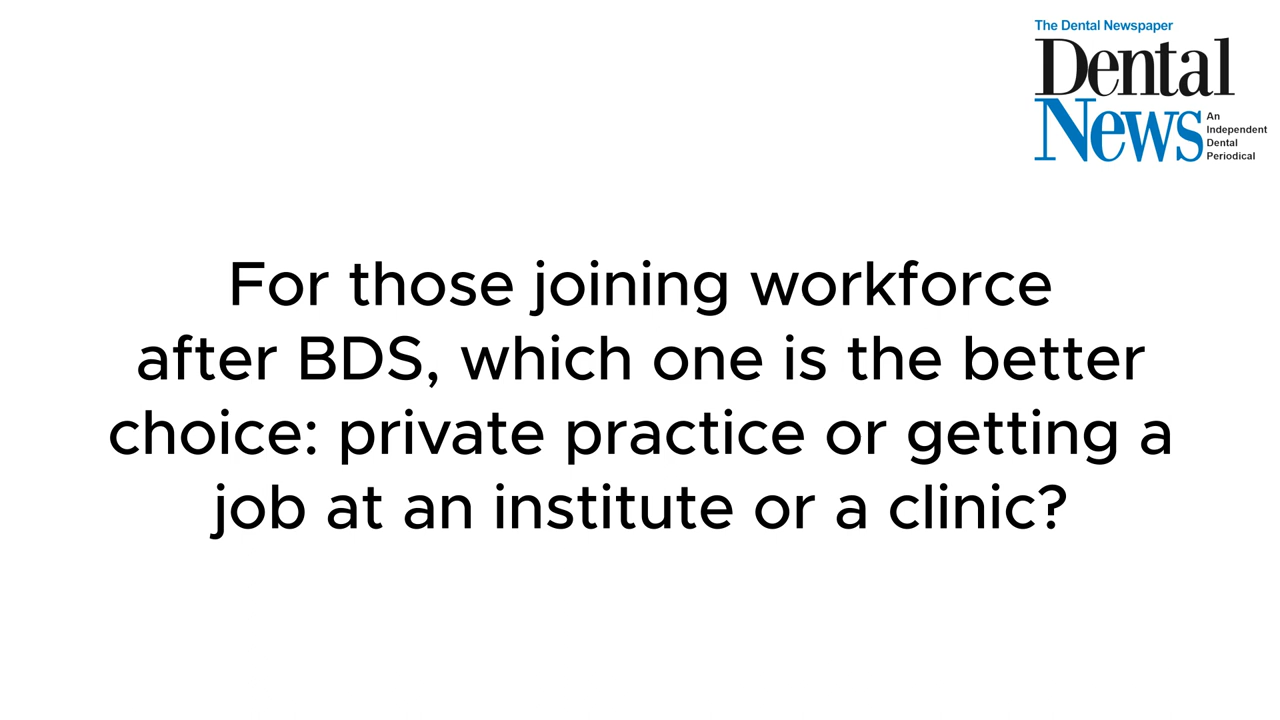 The Dental Newspaper
Dental
News
An
Independent
Dental
Periodical
For those joining workforce
after BDS, which one is the better
choice: private practice or getting a
job at an institute or a clinic?